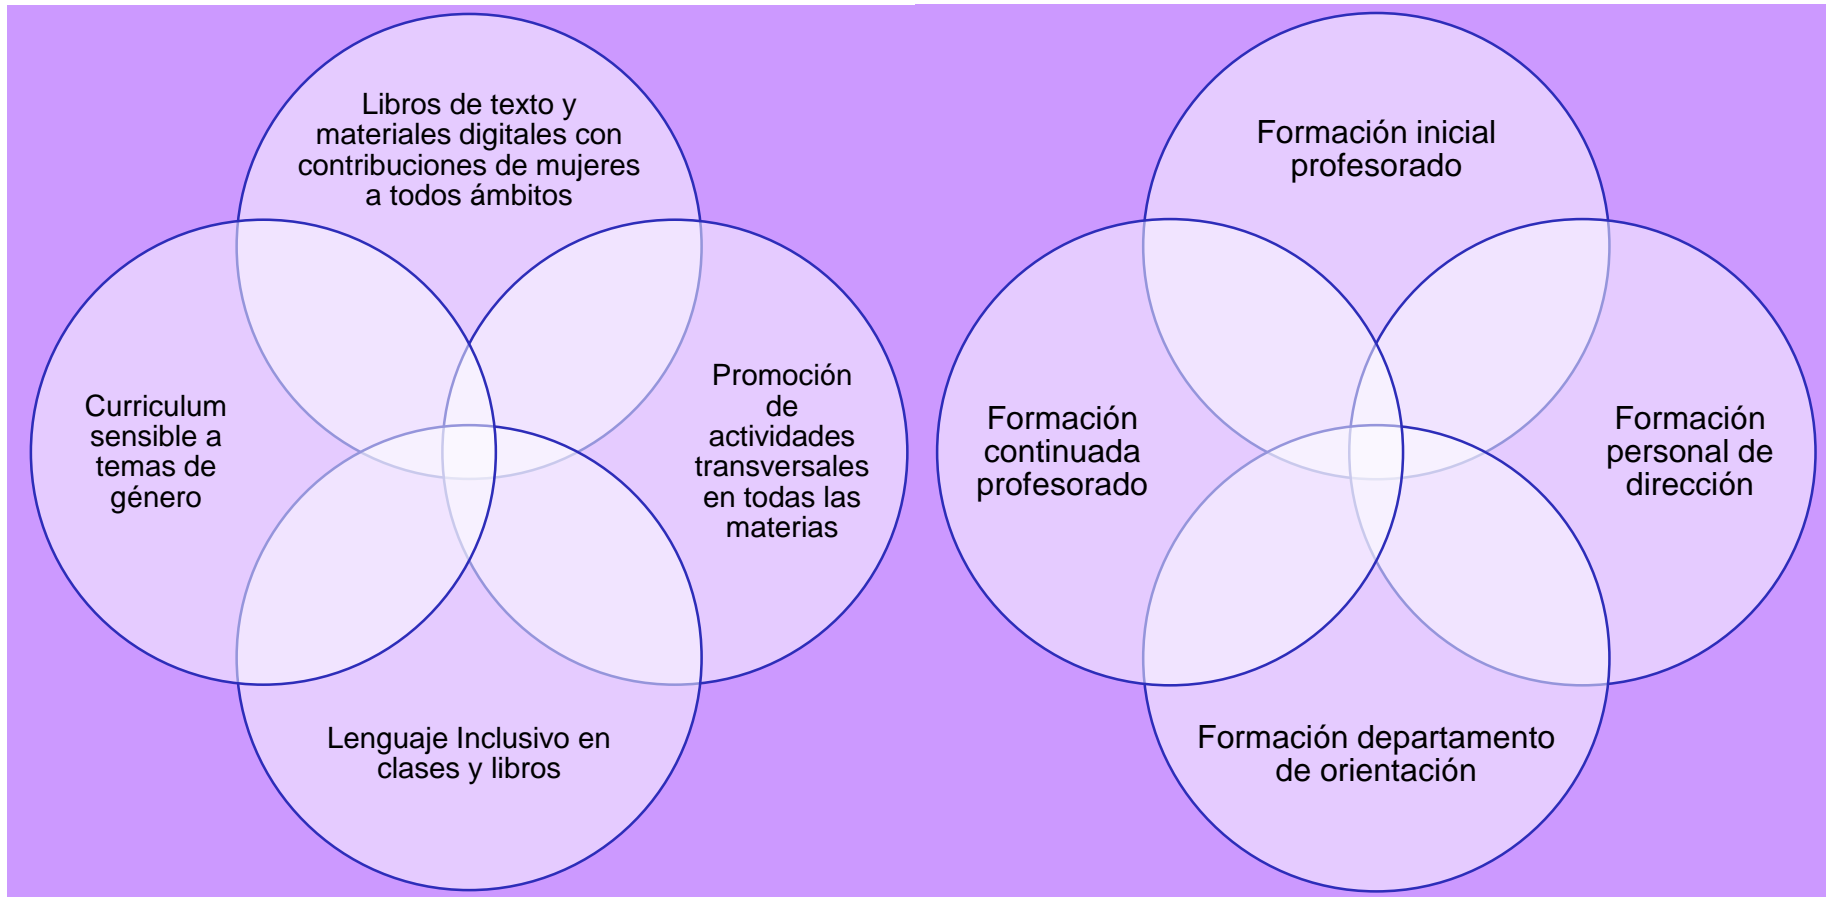 Libros de texto y
materiales digitales con
contribuciones de mujeres
a todos ámbitos
Curriculum
sensible a
temas de
género
Promoción
de
actividades
transversales
en todas las
materias
Lenguaje Inclusivo en
clases y libros
Formación inicial
profesorado
Formación
continuada
profesorado
Formación
personal de
dirección
Formación departamento
de orientación